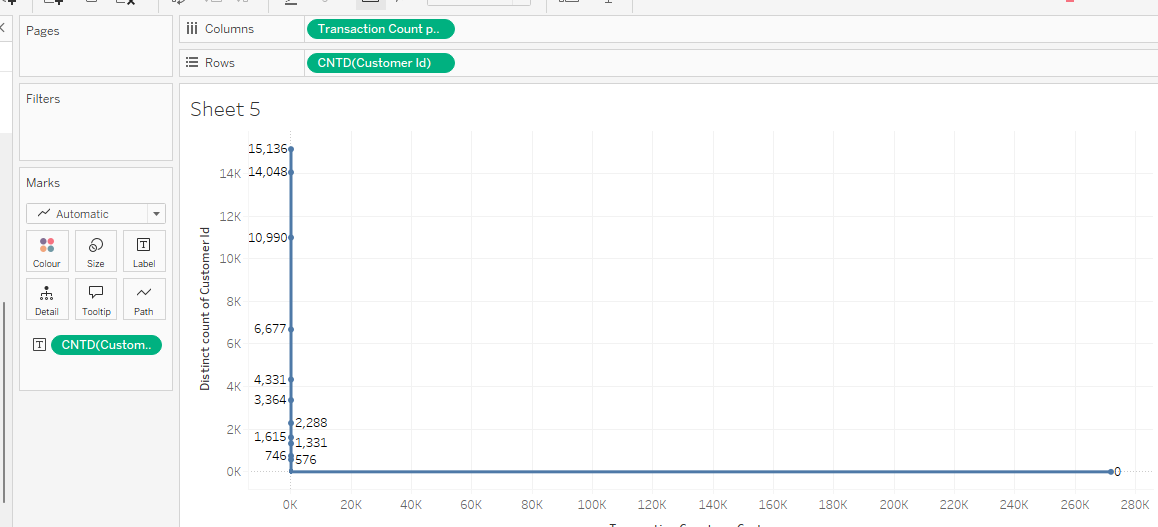 Pages
Columns
Transaction Count p..
Rows
CNTD(Customer Id)
Filters
Sheet 5
Marks
Automatic
Colour
Size
Label
Detail
Tooltip
Path
T
CNTD(Custom..
Distinct count of Customer Id
15,136
14K
14,048
12K
10,990
10K
8K
6,677
6K
4,331
4K
3,364
2,288
2K
1,615
1,331
746
576
0K
0
0K 20K 40K 60K 80K 100K 120K 140K 160K 180K 200K 220K 240K 260K 280K